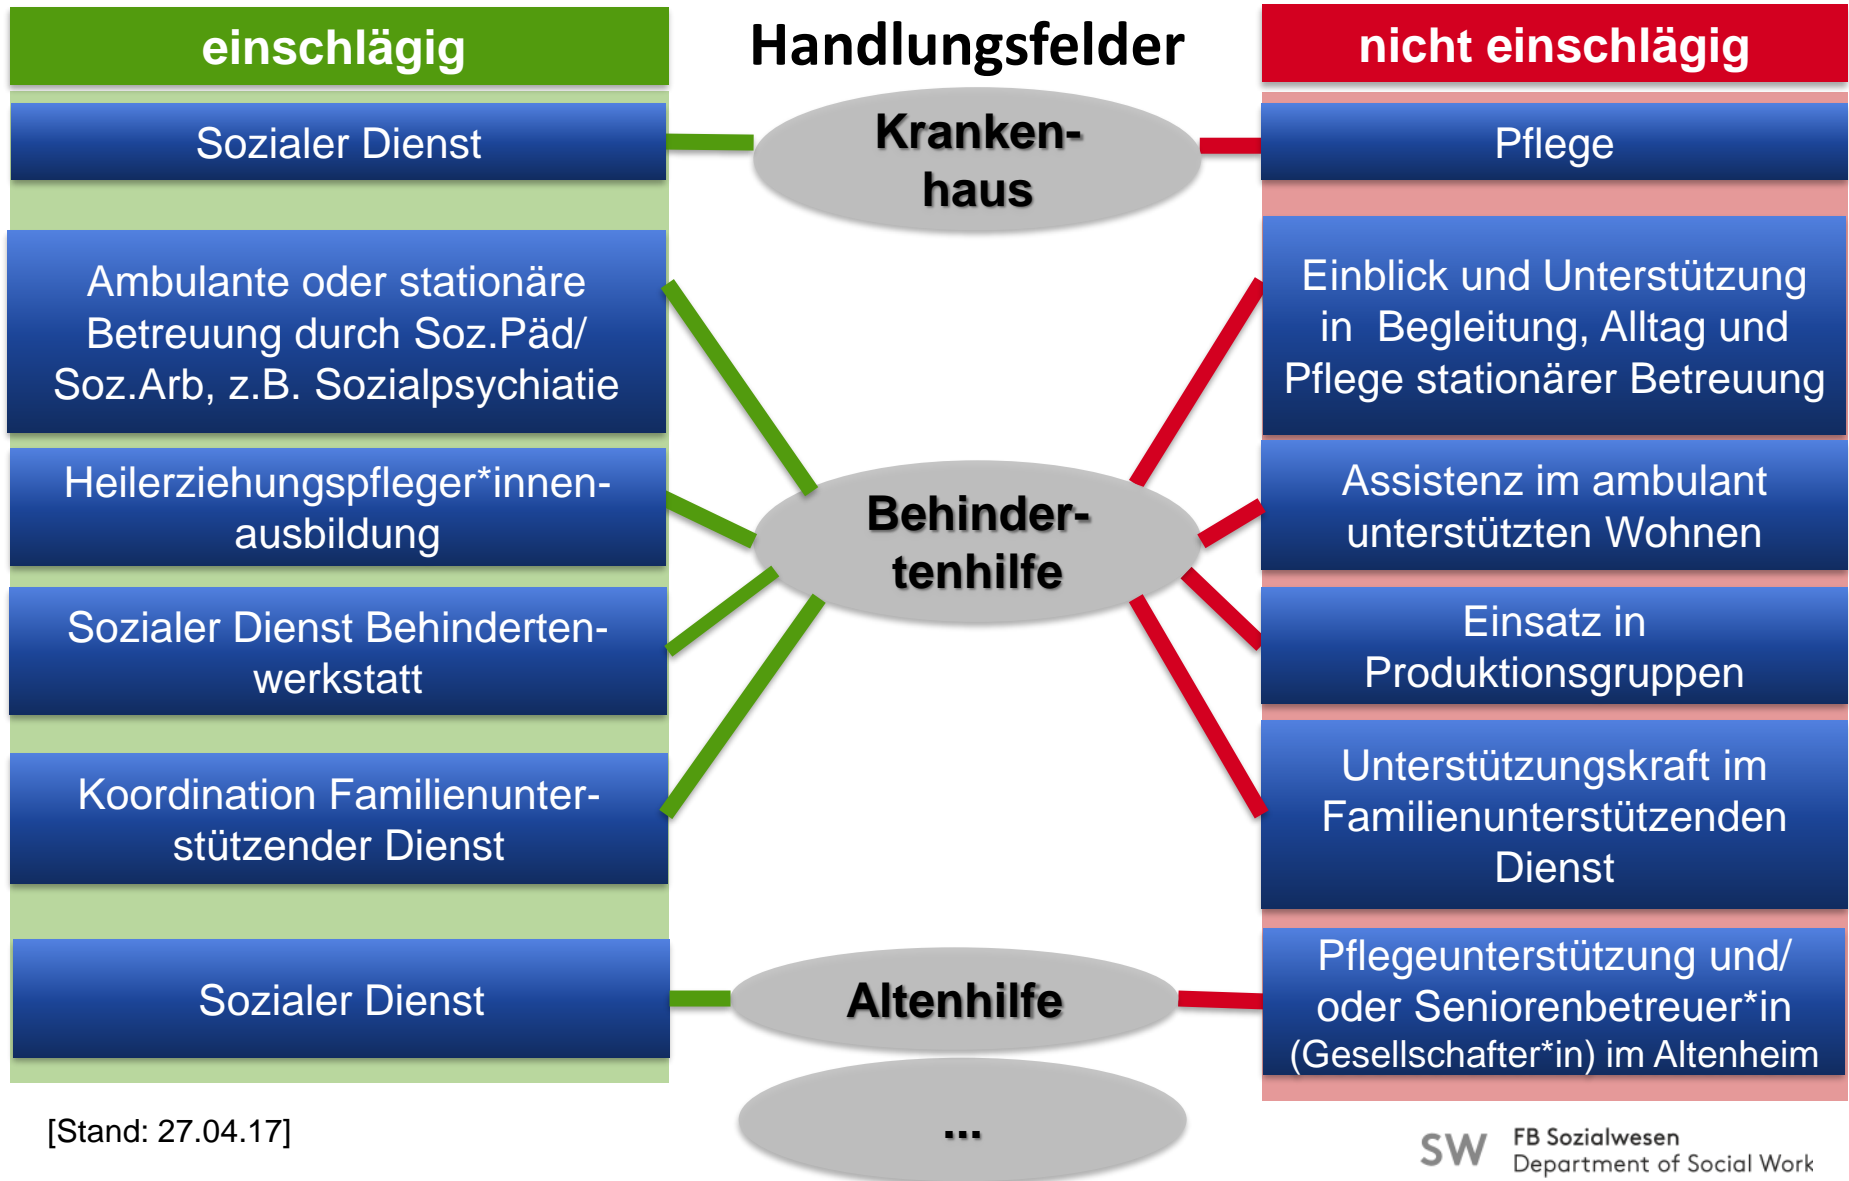 einschlägig
Handlungsfelder
nicht einschlägig
Sozialer Dienst
Kranken-
haus
Pflege
Ambulante oder stationäre
Betreuung durch Soz.Päd/
Soz.Arb, z.B. Sozialpsychiatie
Heilerziehungspfleger*innen-
ausbildung
Sozialer Dienst Behinderten-
werkstatt
Koordination Familienunter-
stützender Dienst
Behinder-
tenhilfe
Einblick und Unterstützung
in Begleitung, Alltag und
Pflege stationärer Betreuung
Assistenz im ambulant
unterstützten Wohnen
Einsatz in
Produktionsgruppen
Unterstützungskraft im
Familienunterstützenden
Dienst
Sozialer Dienst
Altenhilfe
Pflegeunterstützung und/
oder Seniorenbetreuer*in
(Gesellschafter*in) im Altenheim
...
[Stand: 27.04.17]
SW
FB Sozialwesen
Department of Social Work